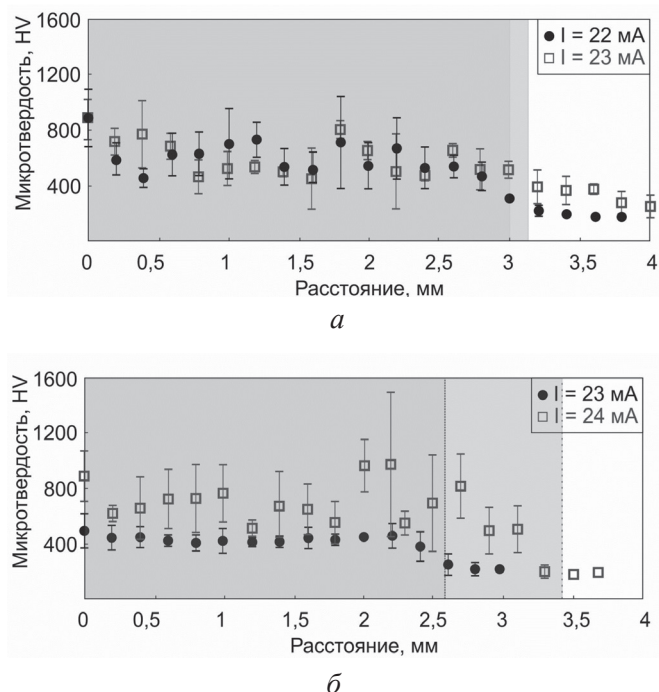 1600
1200
800
400
Микротвердость, HV
I = 22 мА
I = 23 мА
0 0,5 1 1,5 2 2,5 3 3,5 4
Расстояние, мм
а
1600
1200
800
400
Микротвердость, HV
I = 23 мА
I = 24 мА
0 0,5 1 1,5 2 2,5 3 3,5 4
Расстояние, мм
б